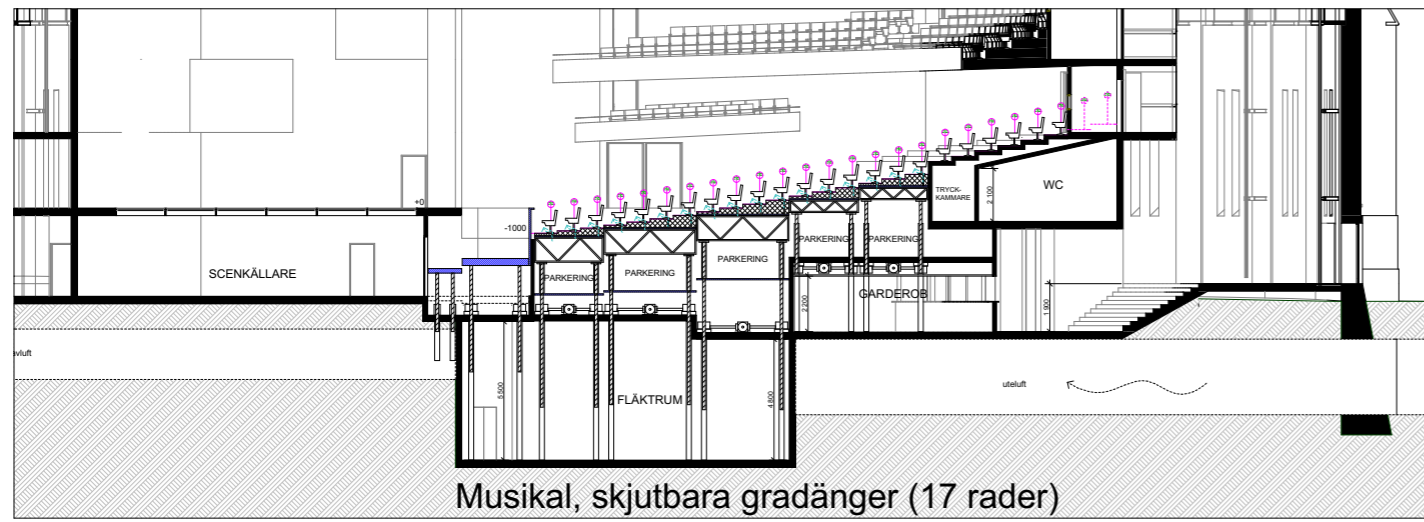 +0
-1000
TRYCK-
KAMMARE
2 100
WC
SCENKÄLLARE
PARKERING
PARKERING
PARKERING
PARKERING
PARKERING
GARDEROB
2 200
1 900
avluft
uteluft
5 500
FLÄKTRUM
4 800
Musikal, skjutbara gradänger (17 rader)